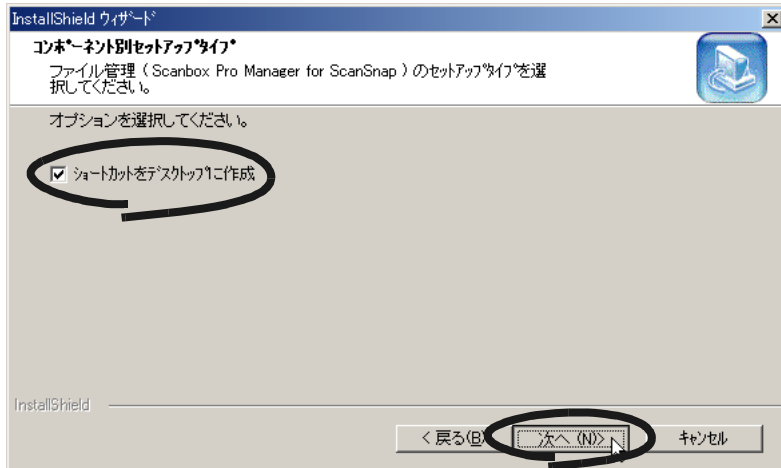 InstallShield ウィザード
コンポーネント別セットアップタイプ
ファイル管理（Scanbox Pro Manager for ScanSnap）のセットアップタイプを選
択してください。
オプションを選択してください。
ショートカットをデスクトップに作成
InstallShield
< 戻る(B)
次へ (N)>
キャンセル